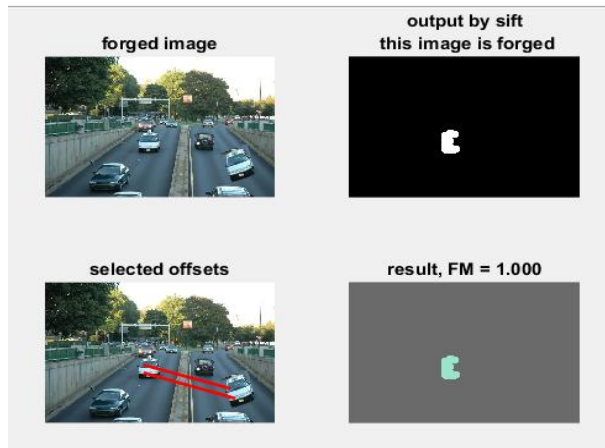 forged image
output by sift
this image is forged
selected offsets
result, FM = 1.000